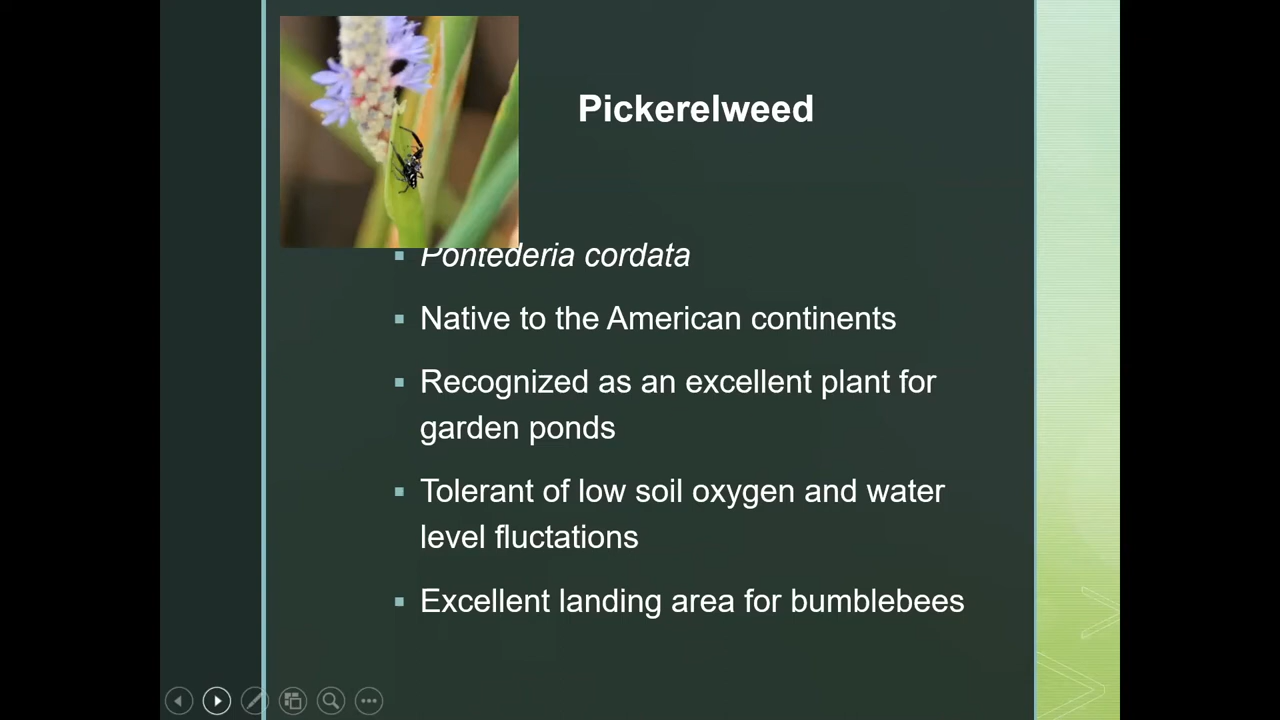 Pickerelweed
Pontederia cordata
Native to the American continents
Recognized as an excellent plant for
garden ponds
Tolerant of low soil oxygen and water
level fluctations
Excellent landing area for bumblebees